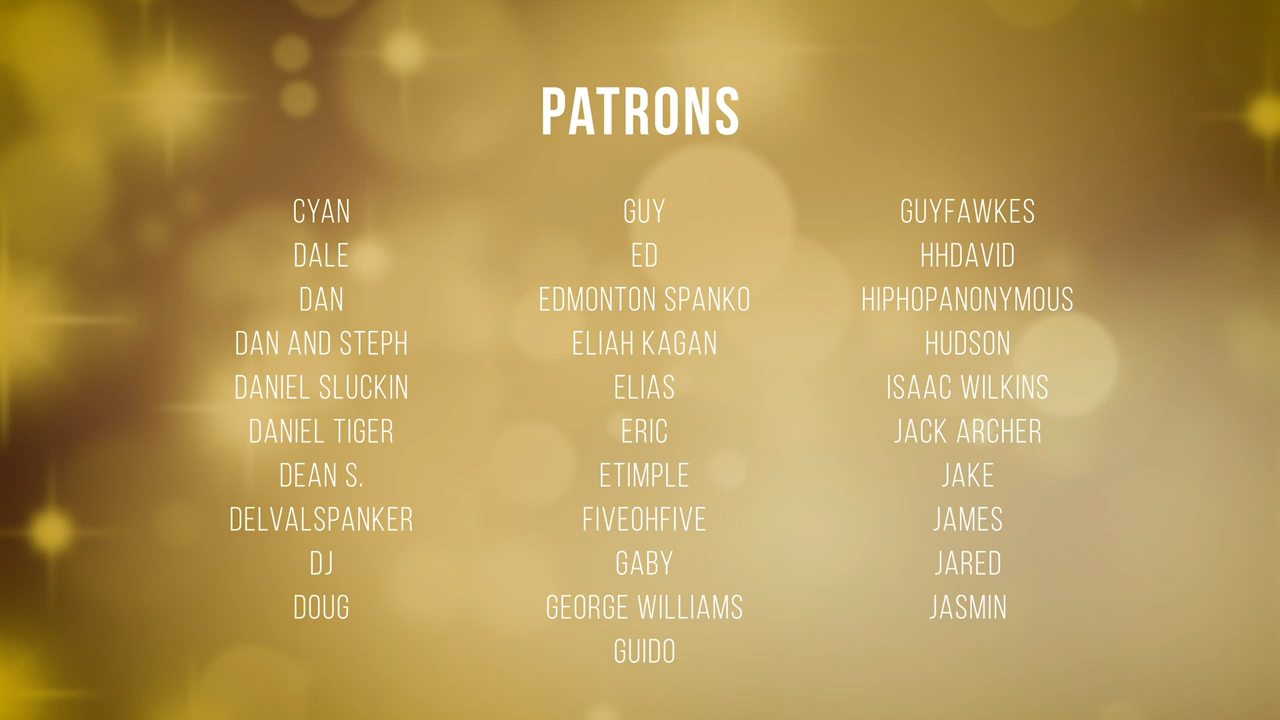 PATRONS
CYAN
DALE
DAN
DAN AND STEPH
DANIEL SLUCKIN
DANIEL TIGER
DEAN S.
DELVALSPANKER
DJ
DOUG
GUY
ED
EDMONTON SPANKO
ELIAH KAGAN
ELIAS
ERIC
ETIMPLE
FIVEOHFIVE
GABY
GEORGE WILLIAMS
GUIDO
GUYFAWKES
HHDAVID
HIPHOPANONYMOUS
HUDSON
ISAAC WILKINS
JACK ARCHER
JAKE
JAMES
JARED
JASMIN